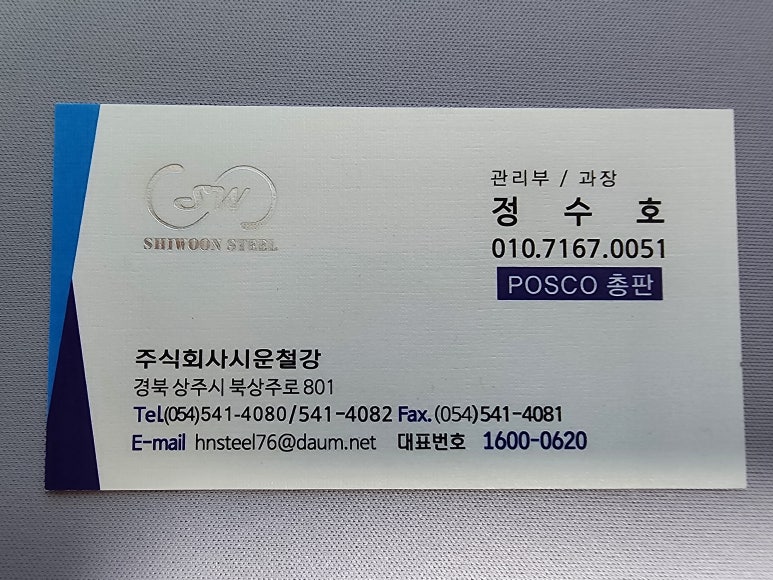 SW
SHIWOON STEEL
관리부 / 과장
정 수 호
010.7167.0051
POSCO 총판
주식회사시운철강
경북 상주시 북상주로 801
Tel.(054)541-4080/541-4082 Fax.(054)541-4081
E-mail hnsteel76@daum.net 대표번호 1600-0620